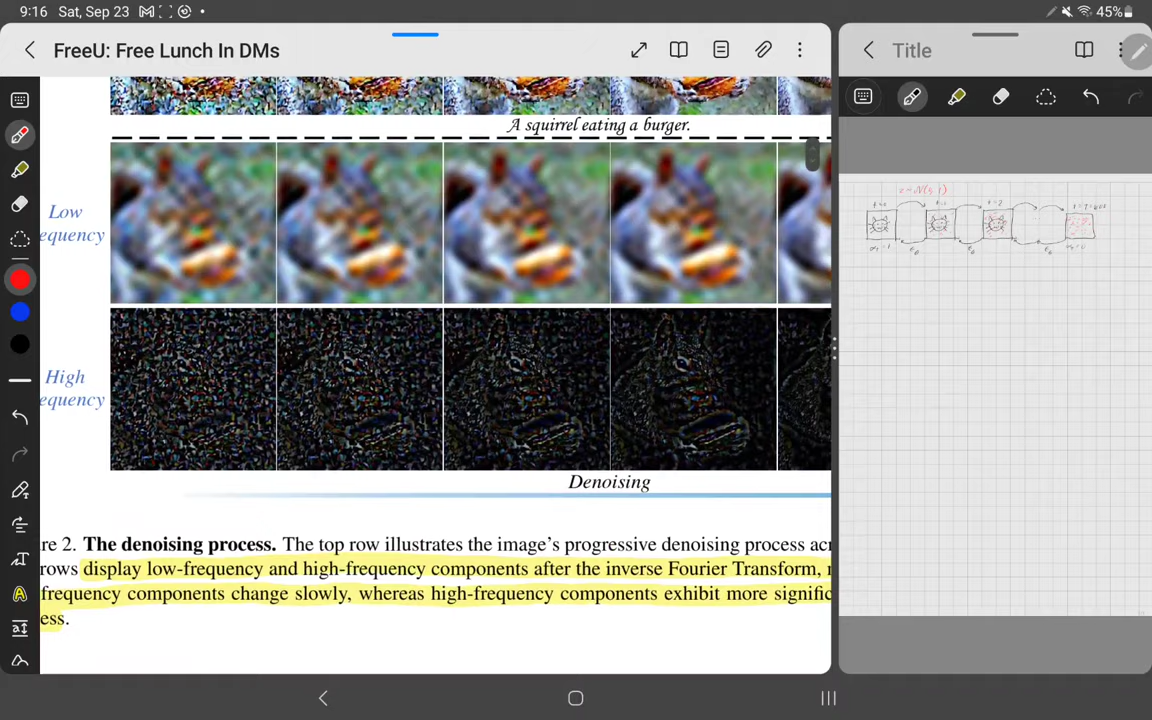 9:16 Sat, Sep 23
45%
FreeU: Free Lunch In DMs
A squirrel eating a burger.
Low
equency
High
equency
Denoising
re 2. The denoising process. The top row illustrates the image's progressive denoising process acr
rows display low-frequency and high-frequency components after the inverse Fourier Transform, r
frequency components change slowly, whereas high-frequency components exhibit more signific
ess.
Title